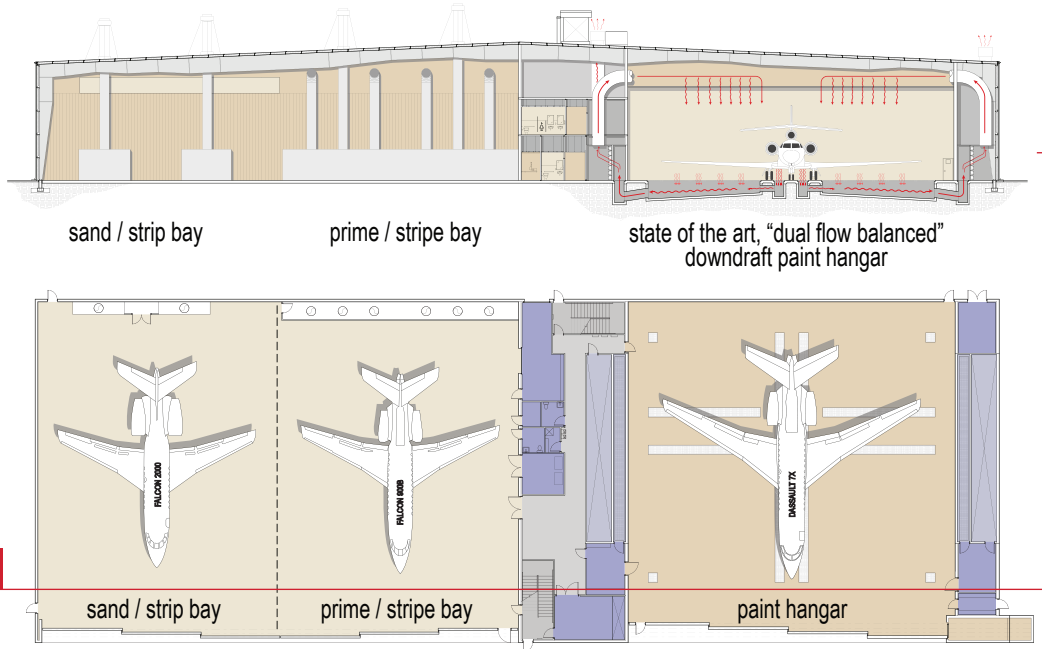 sand / strip bay
prime / stripe bay
state of the art, “dual flow balanced”
downdraft paint hangar
FALCON 2000
FALCON 900B
DASSAULT 7X
sand / strip bay
prime / stripe bay
paint hangar